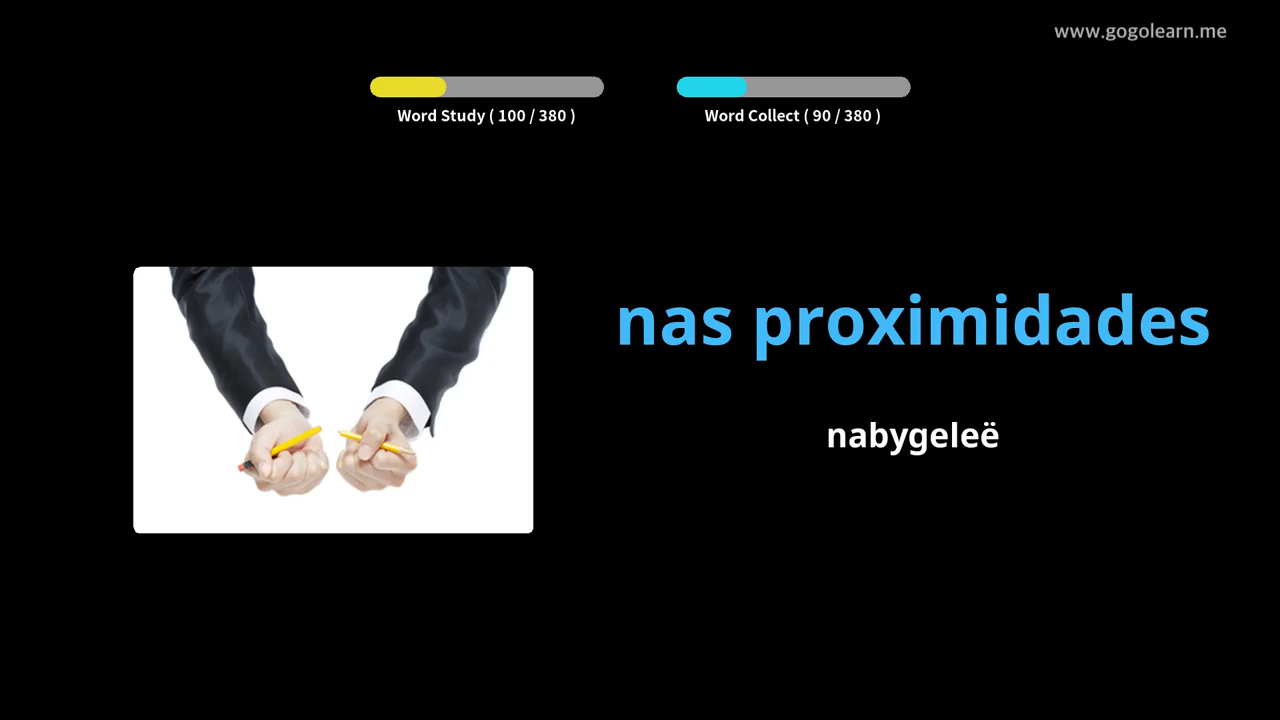 www.gogolearn.me
Word Study ( 100 / 380 )
Word Collect ( 90 / 380 )
nas proximidades
nabygeleë